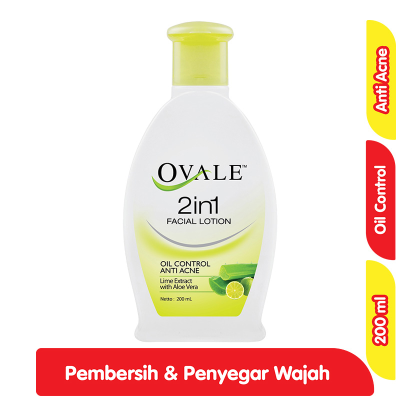 OVALE™
2in1
FACIAL LOTION
OIL CONTROL
ANTI ACNE
Lime Extract
with Aloe Vera
Netto : 200 mL
Anti Acne
Oil Control
200 ml
Pembersih & Penyegar Wajah